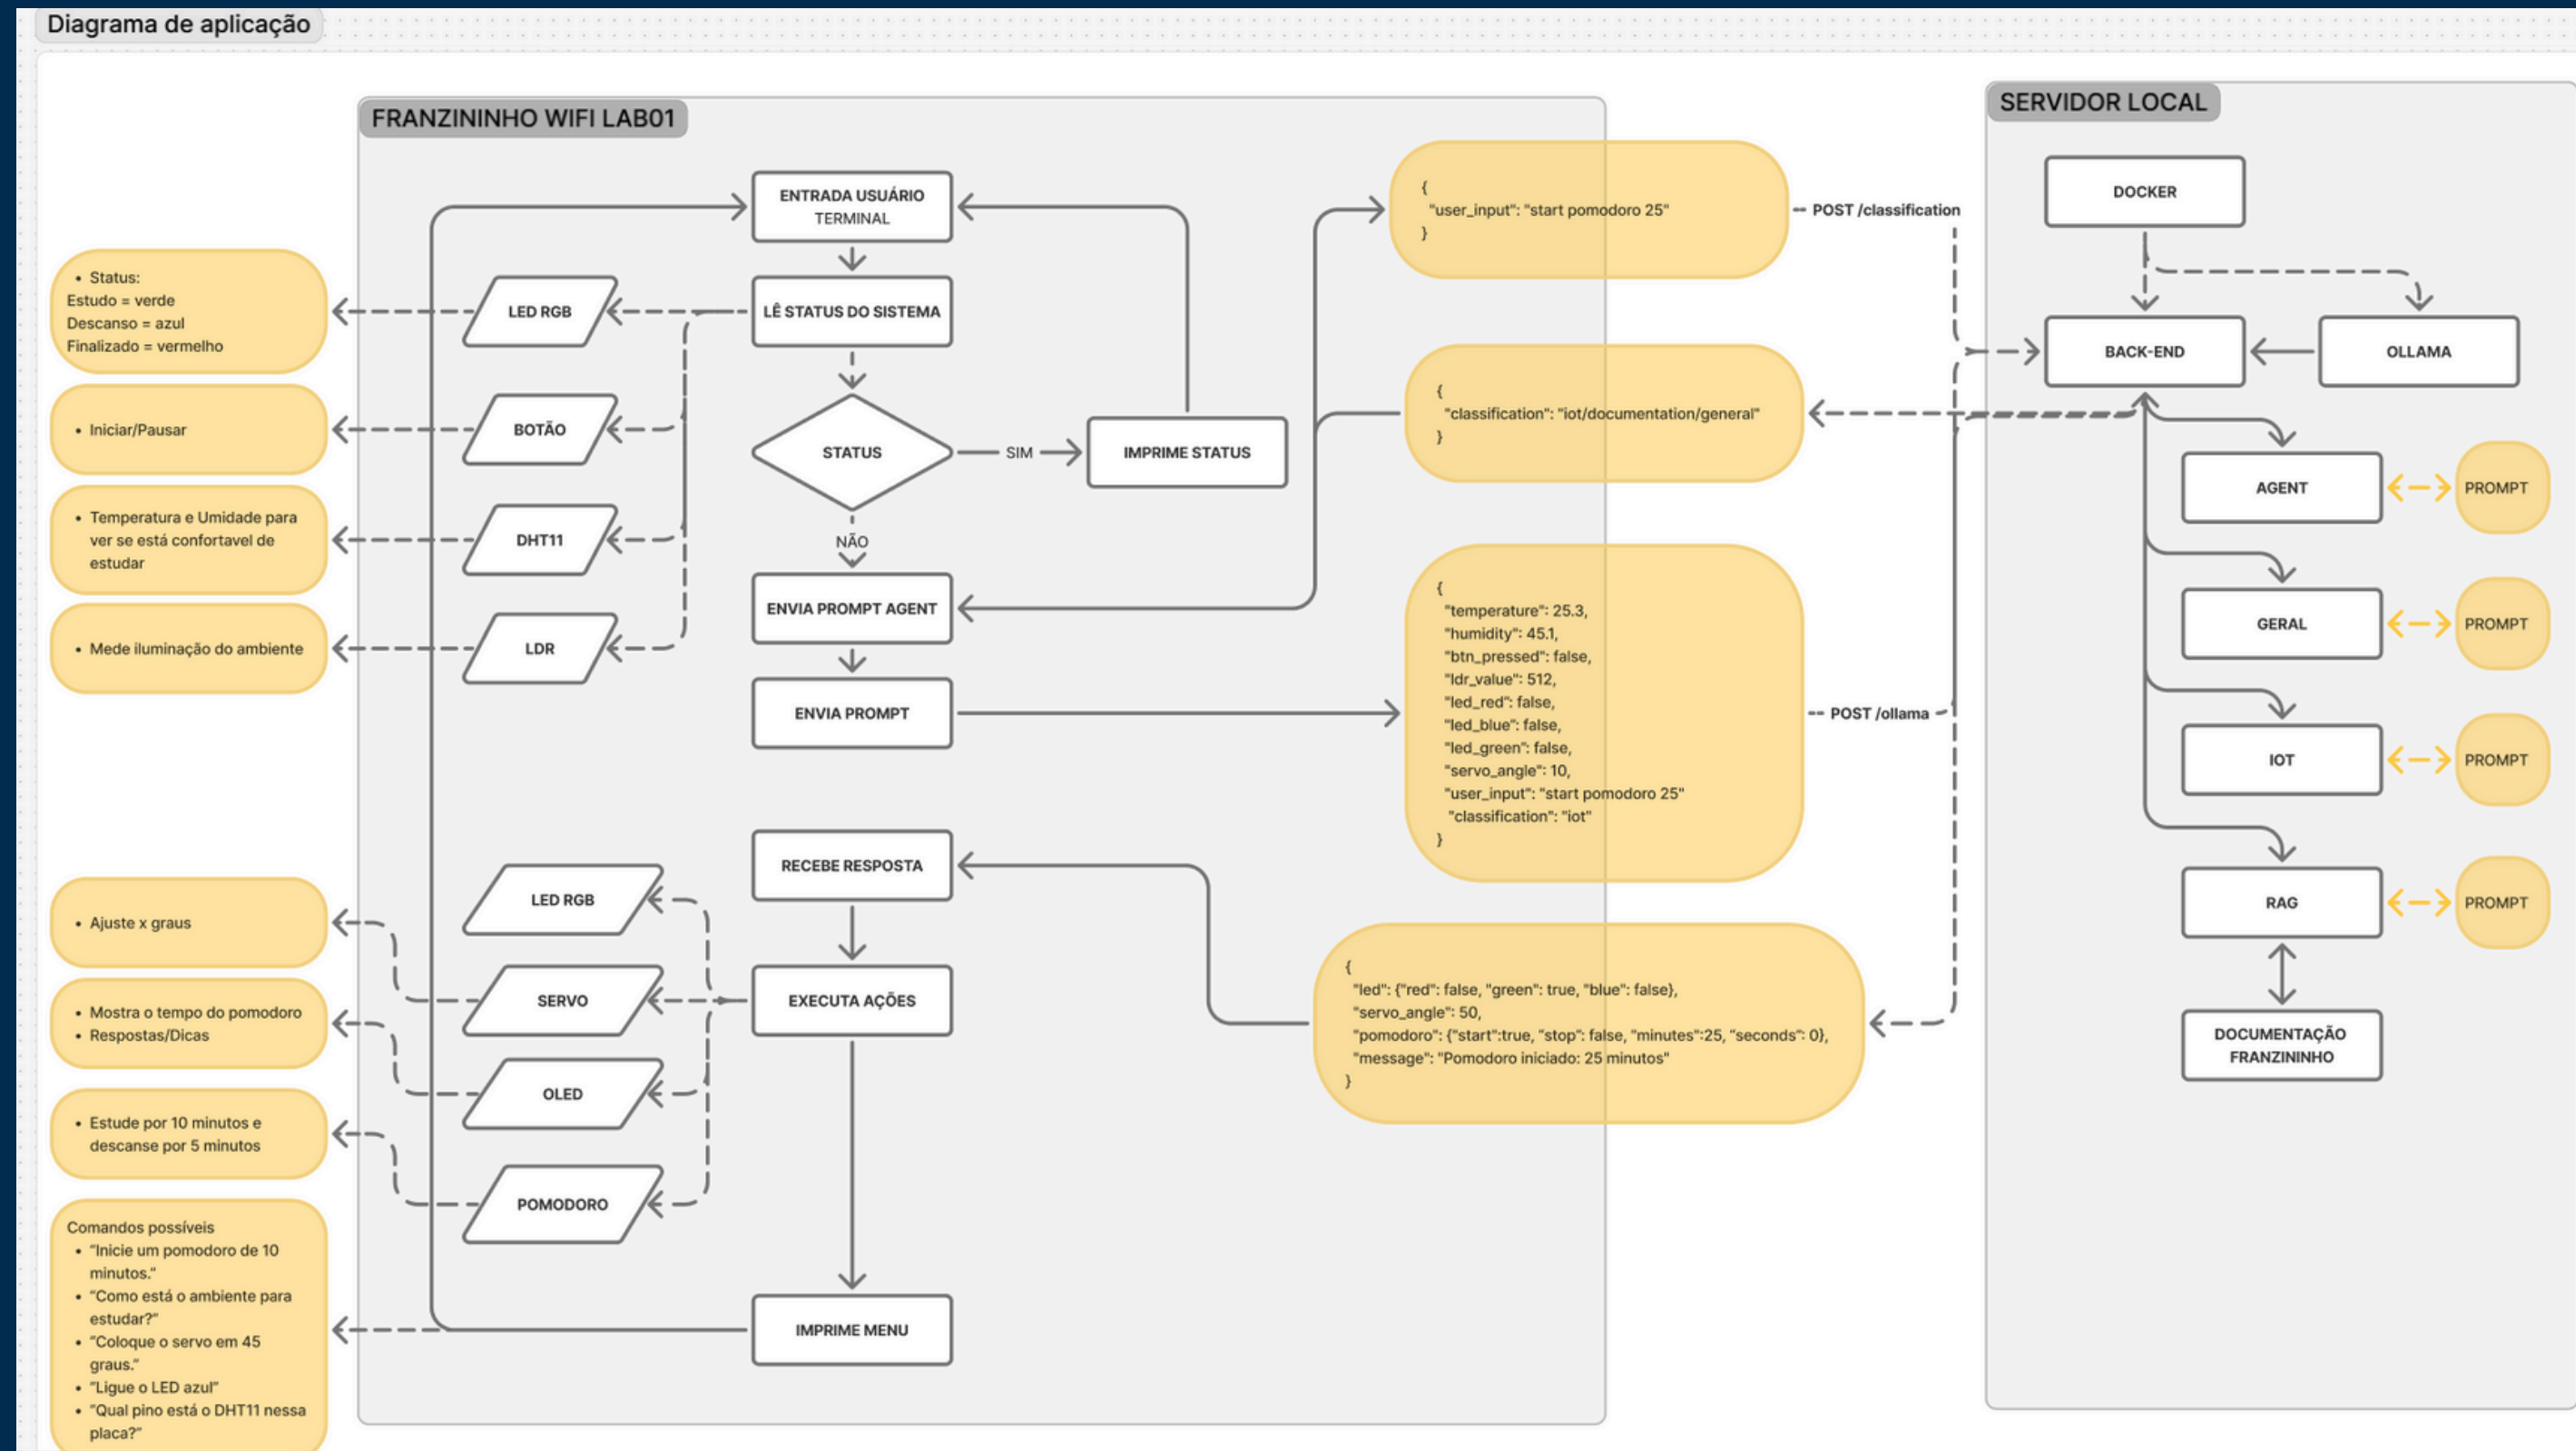 Diagrama de aplicação
FRANZININHO WIFI LAB01
ENTRADA USUÁRIO
TERMINAL
LÊ STATUS DO SISTEMA
LED RGB
• Status:
Estudo = verde
Descanso = azul
Finalizado = vermelho
BOTÃO
• Iniciar/Pausar
DHT11
• Temperatura e Umidade para
ver se está confortavel de
estudar
LDR
• Mede iluminação do ambiente
STATUS
SIM
IMPRIME STATUS
NÃO
ENVIA PROMPT AGENT
ENVIA PROMPT
RECEBE RESPOSTA
EXECUTA AÇÕES
LED RGB
SERVO
• Ajuste x graus
OLED
• Mostra o tempo do pomodoro
• Respostas/Dicas
POMODORO
• Estude por 10 minutos e
descanse por 5 minutos
IMPRIME MENU
Comandos possíveis
• “Inicie um pomodoro de 10
minutos.”
• “Como está o ambiente para
estudar?”
• “Coloque o servo em 45
graus.”
• “Ligue o LED azul”
• “Qual pino está o DHT11 nessa
placa?”
{
"user_input": "start pomodoro 25"
}
POST /classification
{
"classification": "iot/documentation/general"
}
{
"temperature": 25.3,
"humidity": 45.1,
"btn_pressed": false,
"ldr_value": 512,
"led_red": false,
"led_blue": false,
"led_green": false,
"servo_angle": 10,
"user_input": "start pomodoro 25"
"classification": "iot"
}
POST /ollama
{
"led": {"red": false, "green": true, "blue": false},
"servo_angle": 50,
"pomodoro": {"start":true, "stop": false, "minutes":25, "seconds": 0},
"message": "Pomodoro iniciado: 25 minutos"
}
SERVIDOR LOCAL
DOCKER
BACK-END
OLLAMA
AGENT
PROMPT
GERAL
PROMPT
IOT
PROMPT
RAG
PROMPT
DOCUMENTAÇÃO
FRANZININHO